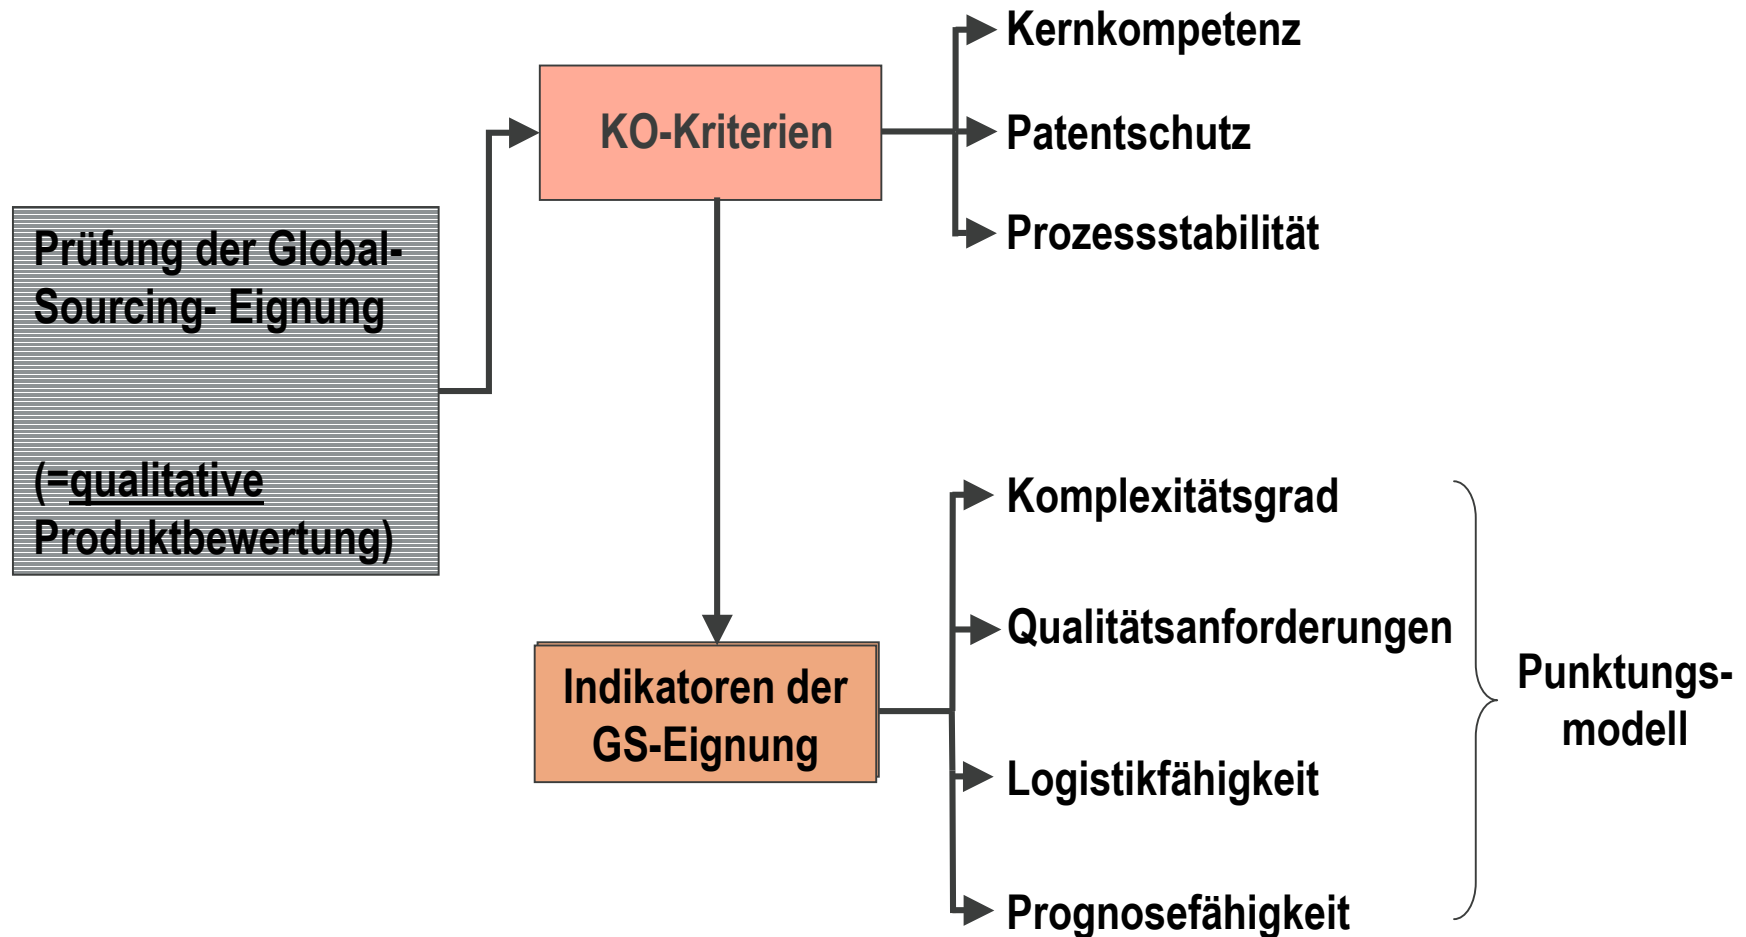 Prüfung der Global-
Sourcing- Eignung
(=qualitative
Produktbewertung)
KO-Kriterien
Kernkompetenz
Patentschutz
Prozessstabilität
Indikatoren der
GS-Eignung
Komplexitätsgrad
Qualitätsanforderungen
Logistikfähigkeit
Prognosefähigkeit
Punktungs-
modell